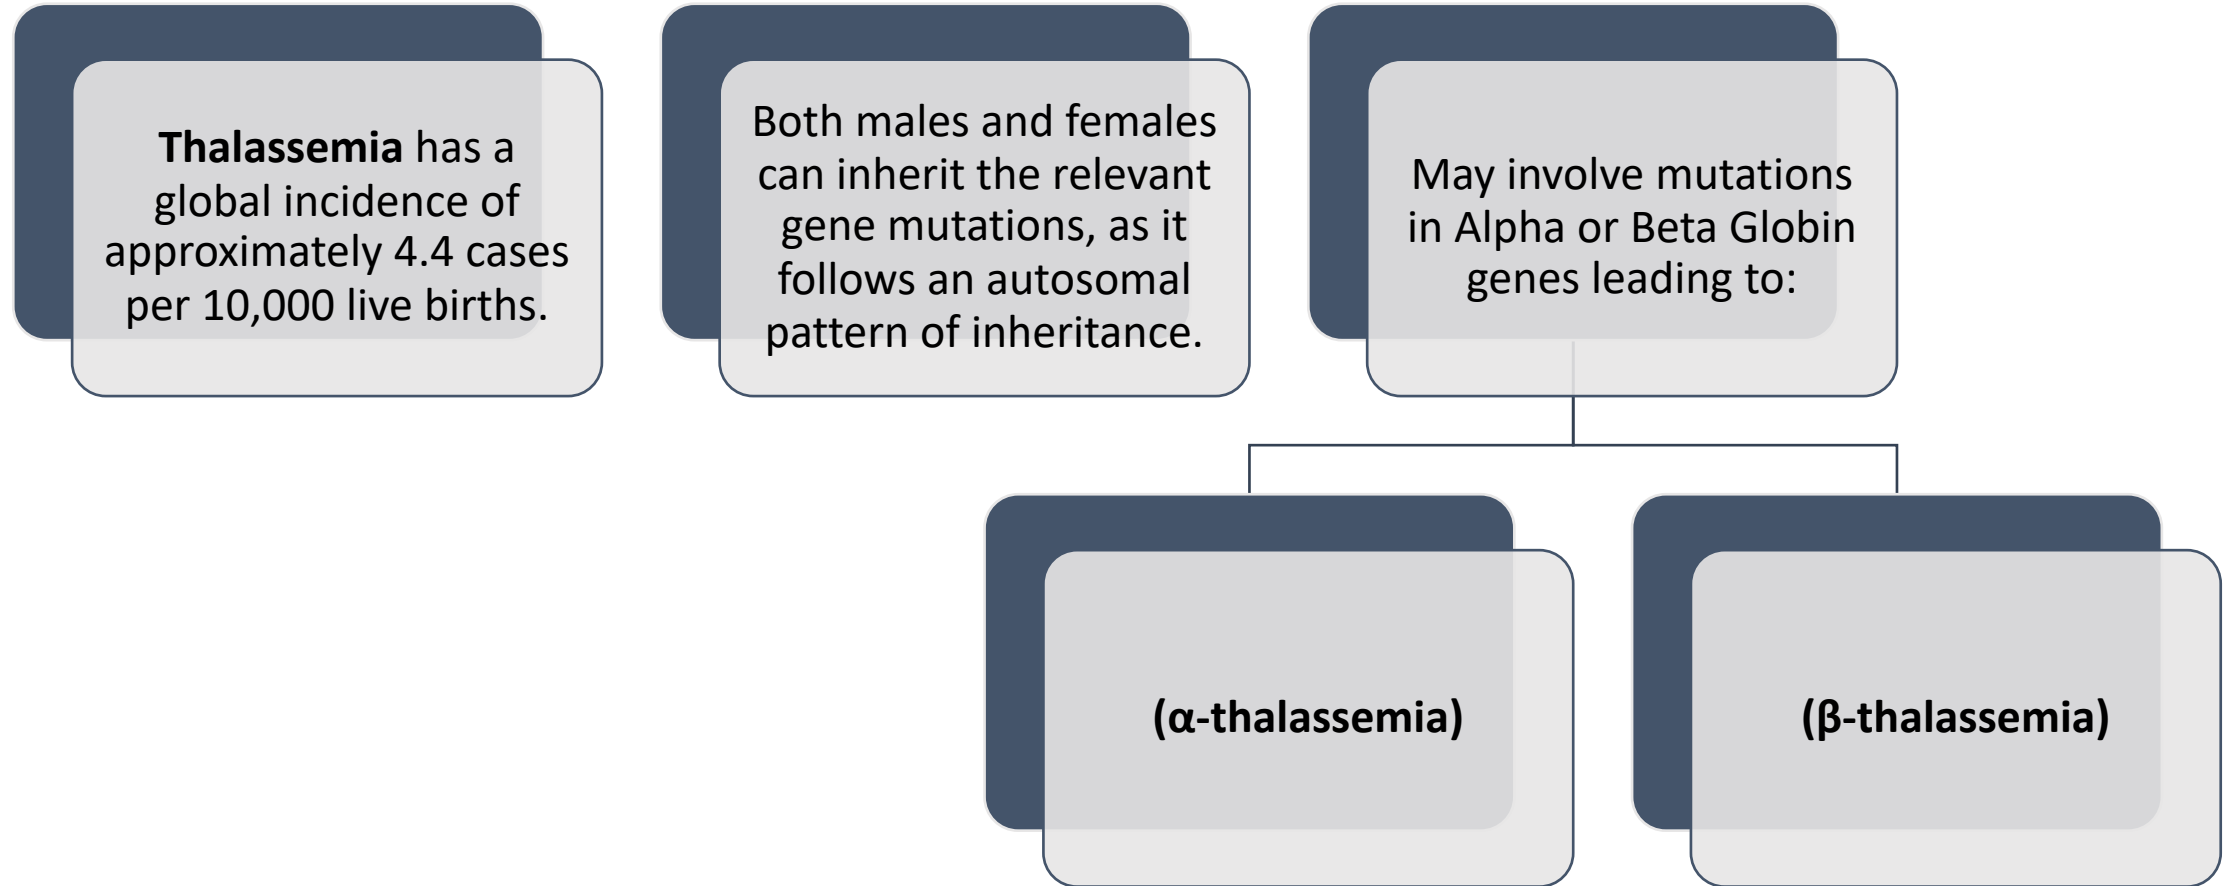 Thalassemia has a
global incidence of
approximately 4.4 cases
per 10,000 live births.
Both males and females
can inherit the relevant
gene mutations, as it
follows an autosomal
pattern of inheritance.
May involve mutations
in Alpha or Beta Globin
genes leading to:
(α-thalassemia)
(β-thalassemia)